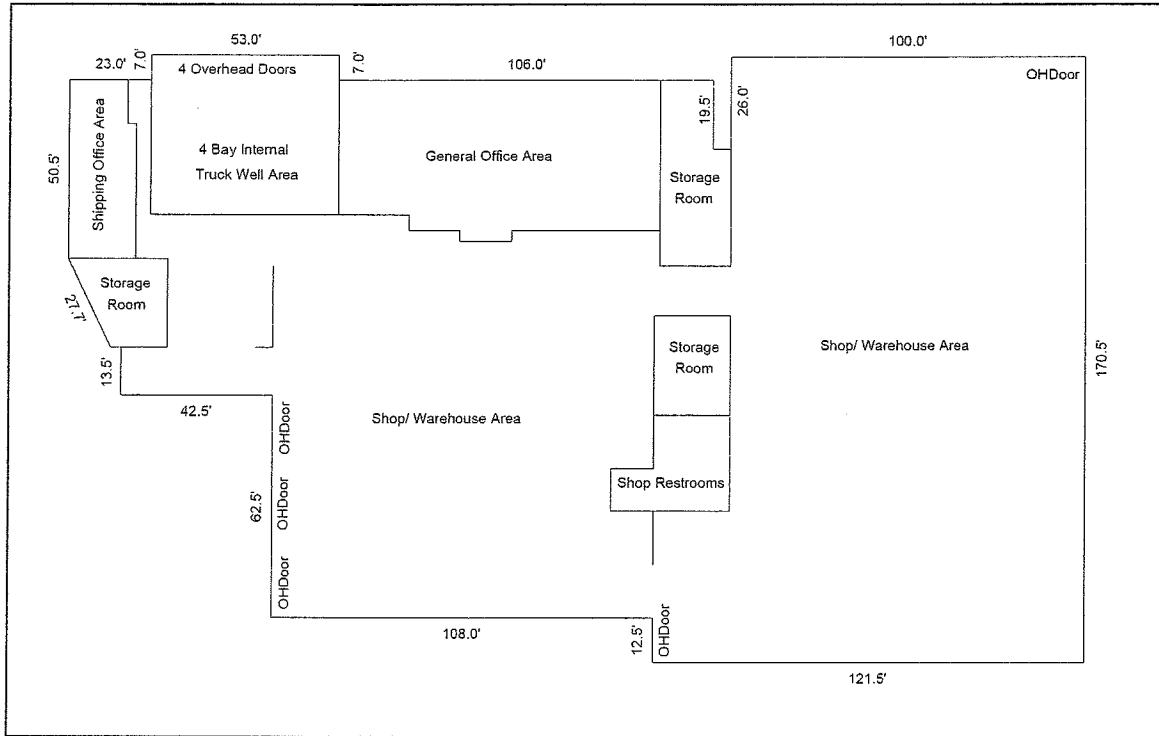 53.0'
100.0'
23.0'
7.0'
4 Overhead Doors
7.0'
106.0'
OHDoor
19.5'
26.0'
50.5'
Shipping Office Area
4 Bay Internal
Truck Well Area
General Office Area
Storage
Room
Storage
Room
21.7'
13.5'
42.5'
Storage
Room
Shop/ Warehouse Area
170.5'
Shop/ Warehouse Area
OHDoor
OHDoor
OHDoor
62.5'
Shop Restrooms
108.0'
12.5'
OHDoor
121.5'